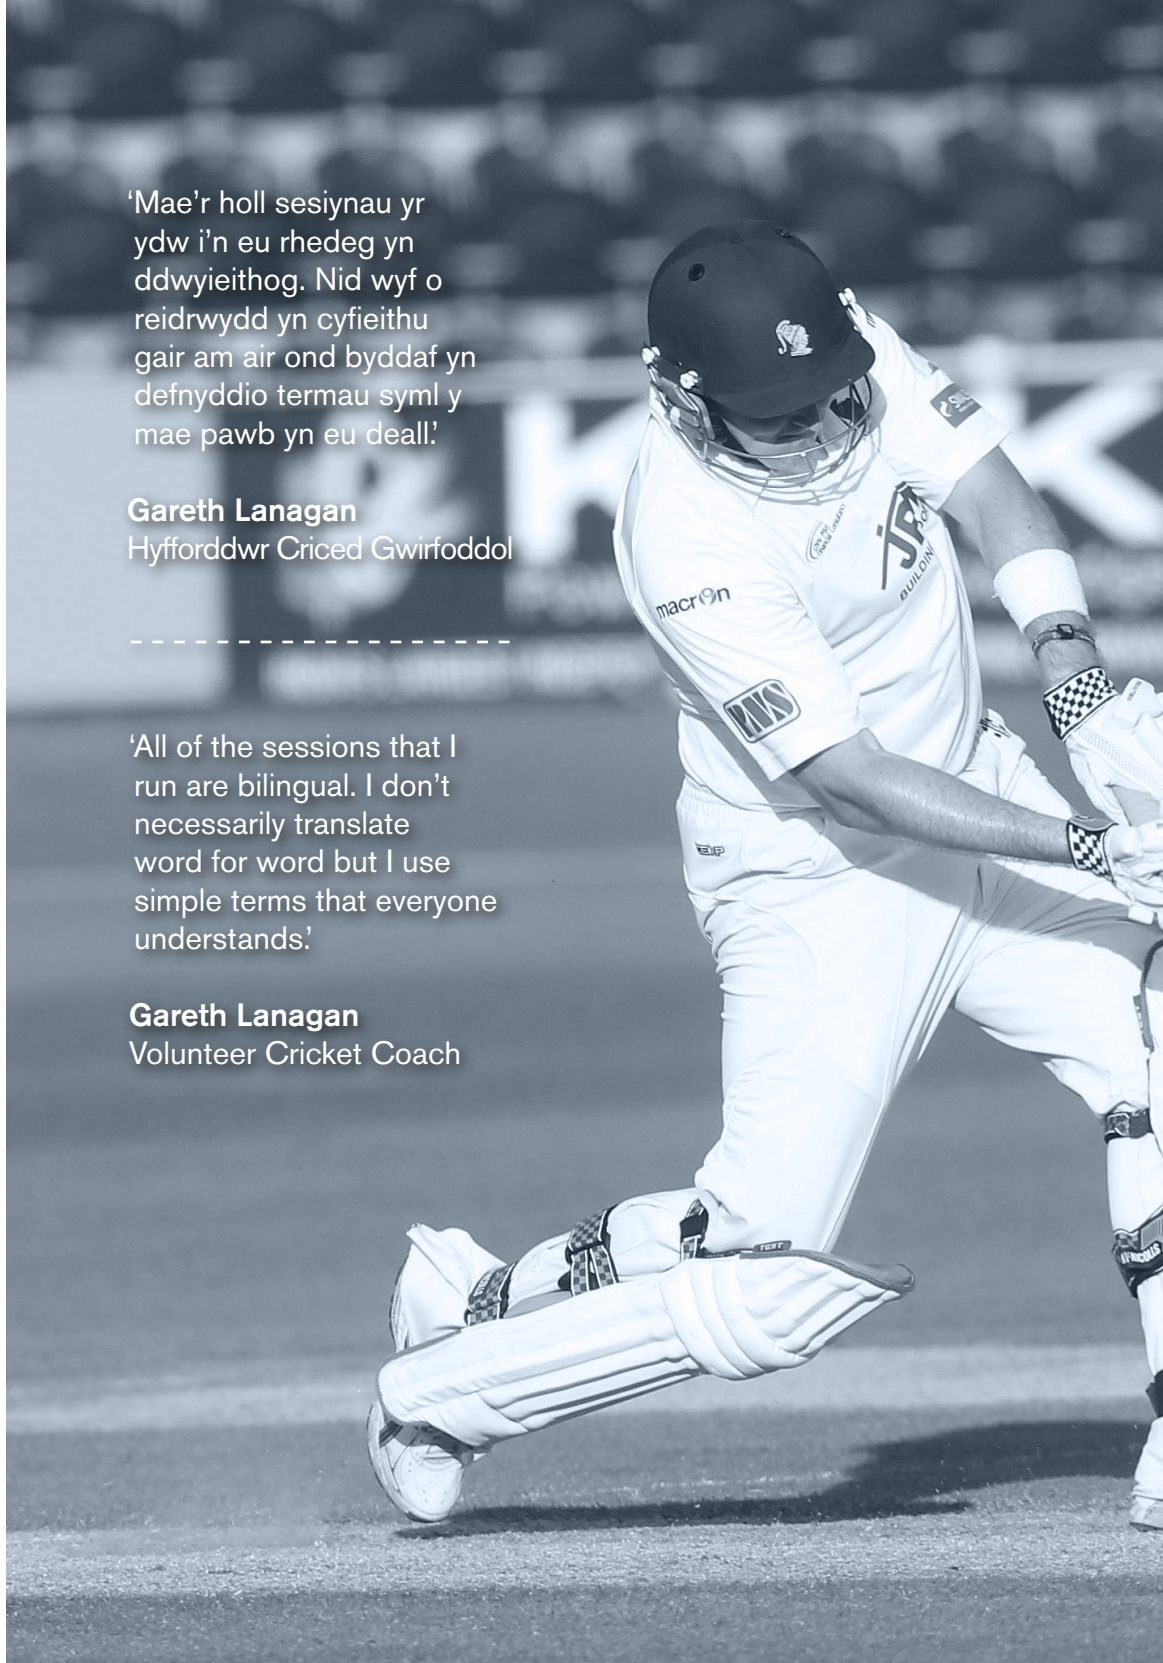 ‘Mae’r holl sesiynau yr
ydw i’n eu rhedeg yn
ddwyieithog. Nid wyf o
reidrwydd yn cyfieithu
gair am air ond byddaf yn
defnyddio termau syml y
mae pawb yn eu deall.’
Gareth Lanagan
Hyfforddwr Criced Gwirfoddol
‘All of the sessions that I
run are bilingual. I don’t
necessarily translate
word for word but I use
simple terms that everyone
understands.’
Gareth Lanagan
Volunteer Cricket Coach
macron
TEST